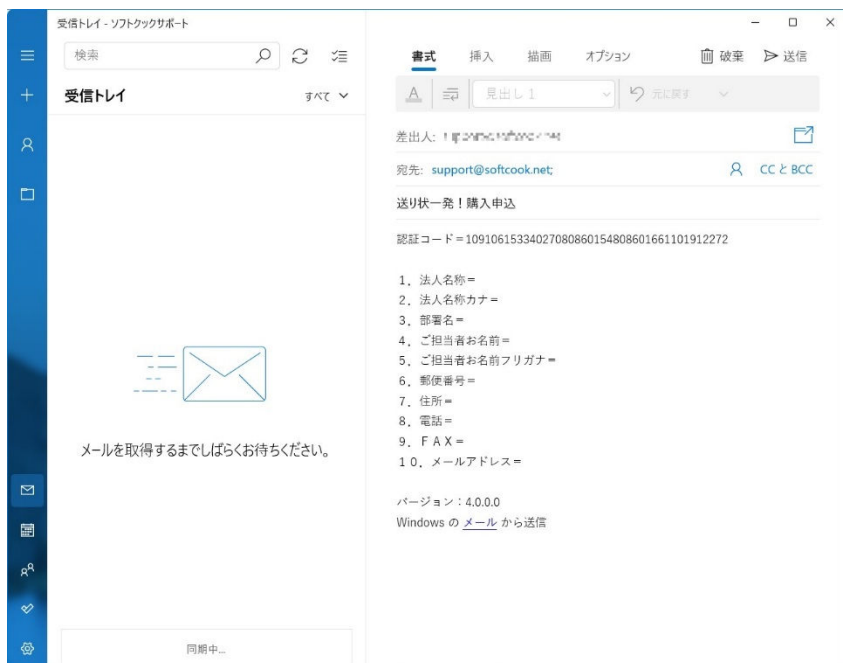 受信トレイ - ソフトクックサポート
検索
受信トレイ
すべて
メールを取得するまでしばらくお待ちください。
同期中...
書式 挿入 描画 オプション 破棄 送信
A 見出し 1 元に戻す
差出人:
宛先: support@softcook.net; CC と BCC
送り状一発!購入申込
認証コード=10910615334027080860154808601661101912272
1.法人名称=
2.法人名称カナ=
3.部署名=
4.ご担当者お名前=
5.ご担当者お名前フリガナ=
6.郵便番号=
7.住所=
8.電話=
9.FAX=
10.メールアドレス=
バージョン:4.0.0.0
Windows の メール から送信